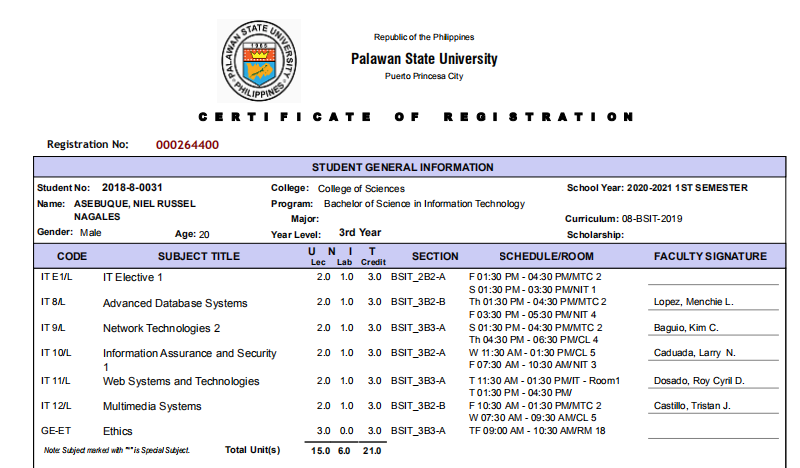 PALAWAN STATE UNIVERSITY
1965
PHILIPPINES
Republic of the Philippines
Palawan State University
Puerto Princesa City
CERTIFICATE OF REGISTRATION
Registration No: 000264400
STUDENT GENERAL INFORMATION
Student No: 2018-8-0031 College: College of Sciences School Year: 2020-2021 1ST SEMESTER
Name: ASEBUQUE, NIEL RUSSEL Program: Bachelor of Science in Information Technology
NAGALES Major: Curriculum: 08-BSIT-2019
Gender: Male Age: 20 Year Level: 3rd Year Scholarship:
CODE SUBJECT TITLE UNIT SECTION SCHEDULE/ROOM FACULTY SIGNATURE
Lec Lab Credit
IT E1/L IT Elective 1 2.0 1.0 3.0 BSIT_2B2-A F 01:30 PM - 04:30 PM/MTC 2
S 01:30 PM - 03:30 PM/NIT 1
IT 8/L Advanced Database Systems 2.0 1.0 3.0 BSIT_3B2-B Th 01:30 PM - 04:30 PM/MTC 2 Lopez, Menchie L.
F 03:30 PM - 05:30 PM/NIT 4
IT 9/L Network Technologies 2 2.0 1.0 3.0 BSIT_3B3-A S 01:30 PM - 04:30 PM/MTC 2 Baguio, Kim C.
Th 04:30 PM - 06:30 PM/CL 4
IT 10/L Information Assurance and Security 2.0 1.0 3.0 BSIT_3B2-A W 11:30 AM - 01:30 PM/CL 5 Caduada, Larry N.
1 F 07:30 AM - 10:30 AM/NIT 3
IT 11/L Web Systems and Technologies 2.0 1.0 3.0 BSIT_3B3-A T 11:30 AM - 01:30 PM/IT - Room1 Dosado, Roy Cyril D.
T 01:30 PM - 04:30 PM/
IT 12/L Multimedia Systems 2.0 1.0 3.0 BSIT_3B2-B F 10:30 AM - 01:30 PM/MTC 2 Castillo, Tristan J.
W 07:30 AM - 09:30 AM/CL 5
GE-ET Ethics 3.0 0.0 3.0 BSIT_3B3-A TF 09:00 AM - 10:30 AM/RM 18
Note: Subject marked with "*" is Special Subject. Total Unit(s) 15.0 6.0 21.0